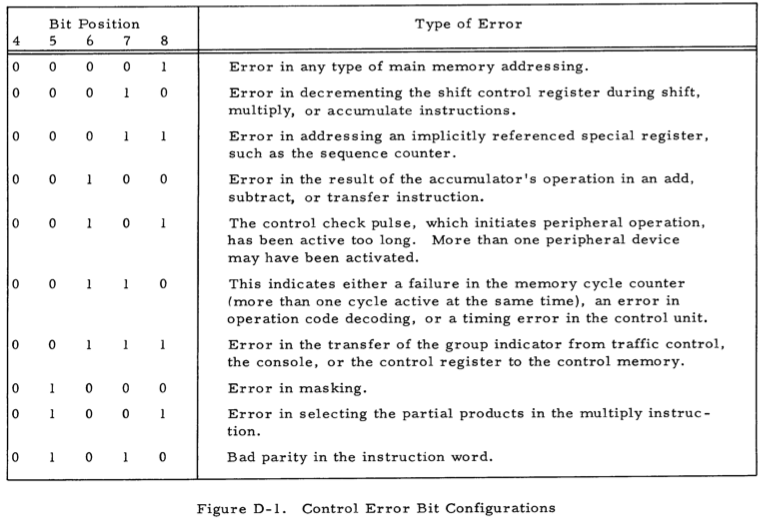 Bit Position Type of Error
4 5 6 7 8
0 0 0 0 1 Error in any type of main memory addressing.
0 0 0 1 0 Error in decrementing the shift control register during shift,
multiply, or accumulate instructions.
0 0 0 1 1 Error in addressing an implicitly referenced special register,
such as the sequence counter.
0 0 1 0 0 Error in the result of the accumulator's operation in an add,
subtract, or transfer instruction.
0 0 1 0 1 The control check pulse, which initiates peripheral operation,
has been active too long. More than one peripheral device
may have been activated.
0 0 1 1 0 This indicates either a failure in the memory cycle counter
(more than one cycle active at the same time), an error in
operation code decoding, or a timing error in the control unit.
0 0 1 1 1 Error in the transfer of the group indicator from traffic control,
the console, or the control register to the control memory.
0 1 0 0 0 Error in masking.
0 1 0 0 1 Error in selecting the partial products in the multiply instruc-
tion.
0 1 0 1 0 Bad parity in the instruction word.
Figure D-1. Control Error Bit Configurations